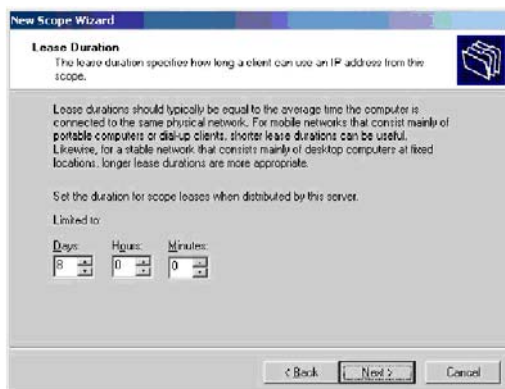 New Scope Wizard
Lease Duration
The lease duration specifies how long a client can use an IP address from this
scope.
Lease durations should typically be equal to the average time the computer is
connected to the same physical network. For mobile networks that consist mainly of
portable computers or dial-up clients, shorter lease durations can be useful.
Likewise, for a stable network that consists mainly of desktop computers at fixed
locations, longer lease durations are more appropriate.
Set the duration for scope leases when distributed by this server.
Limited to:
Days: Hours: Minutes:
8 0 0
< Back Next > Cancel